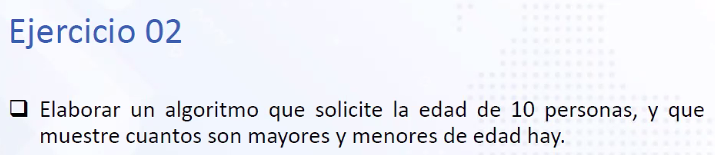 Ejercicio 02
❑ Elaborar un algoritmo que solicite la edad de 10 personas, y que
muestre cuantos son mayores y menores de edad hay.